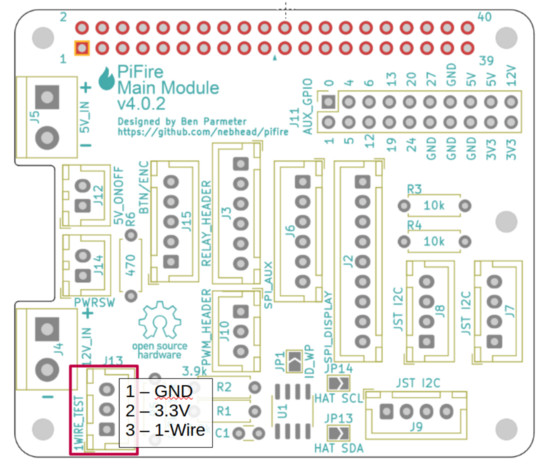 2
40
1
39
PiFire
Main Module
v4.0.2
Designed by Ben Parmeter
https://github.com/nebhead/pifire
J5
+
5V_IN
−
J11
AUX_GPIO
0 4 6 13 20 27 GND 5V 5V 12V
1 5 12 19 24 GND GND GND 3V3 3V3
J12
5V_ONOFF
BTN/ENC
J15
RELAY_HEADER
J3
J6
SPI_AUX
J2
SPI_DISPLAY
R3
10k
R4
10k
R6
470
J14
PWRSW
J4
+
12V_IN
−
open source
hardware
PWM_HEADER
J10
JST I2C
J8
JST I2C
J7
J13
1WIRE_TEST
1 – GND
2 – 3.3V
3 – 1-Wire
3.9k
R2
R1
C1
U1
JP1
ID_WP
JP14
HAT SCL
JP13
HAT SDA
JST I2C
J9